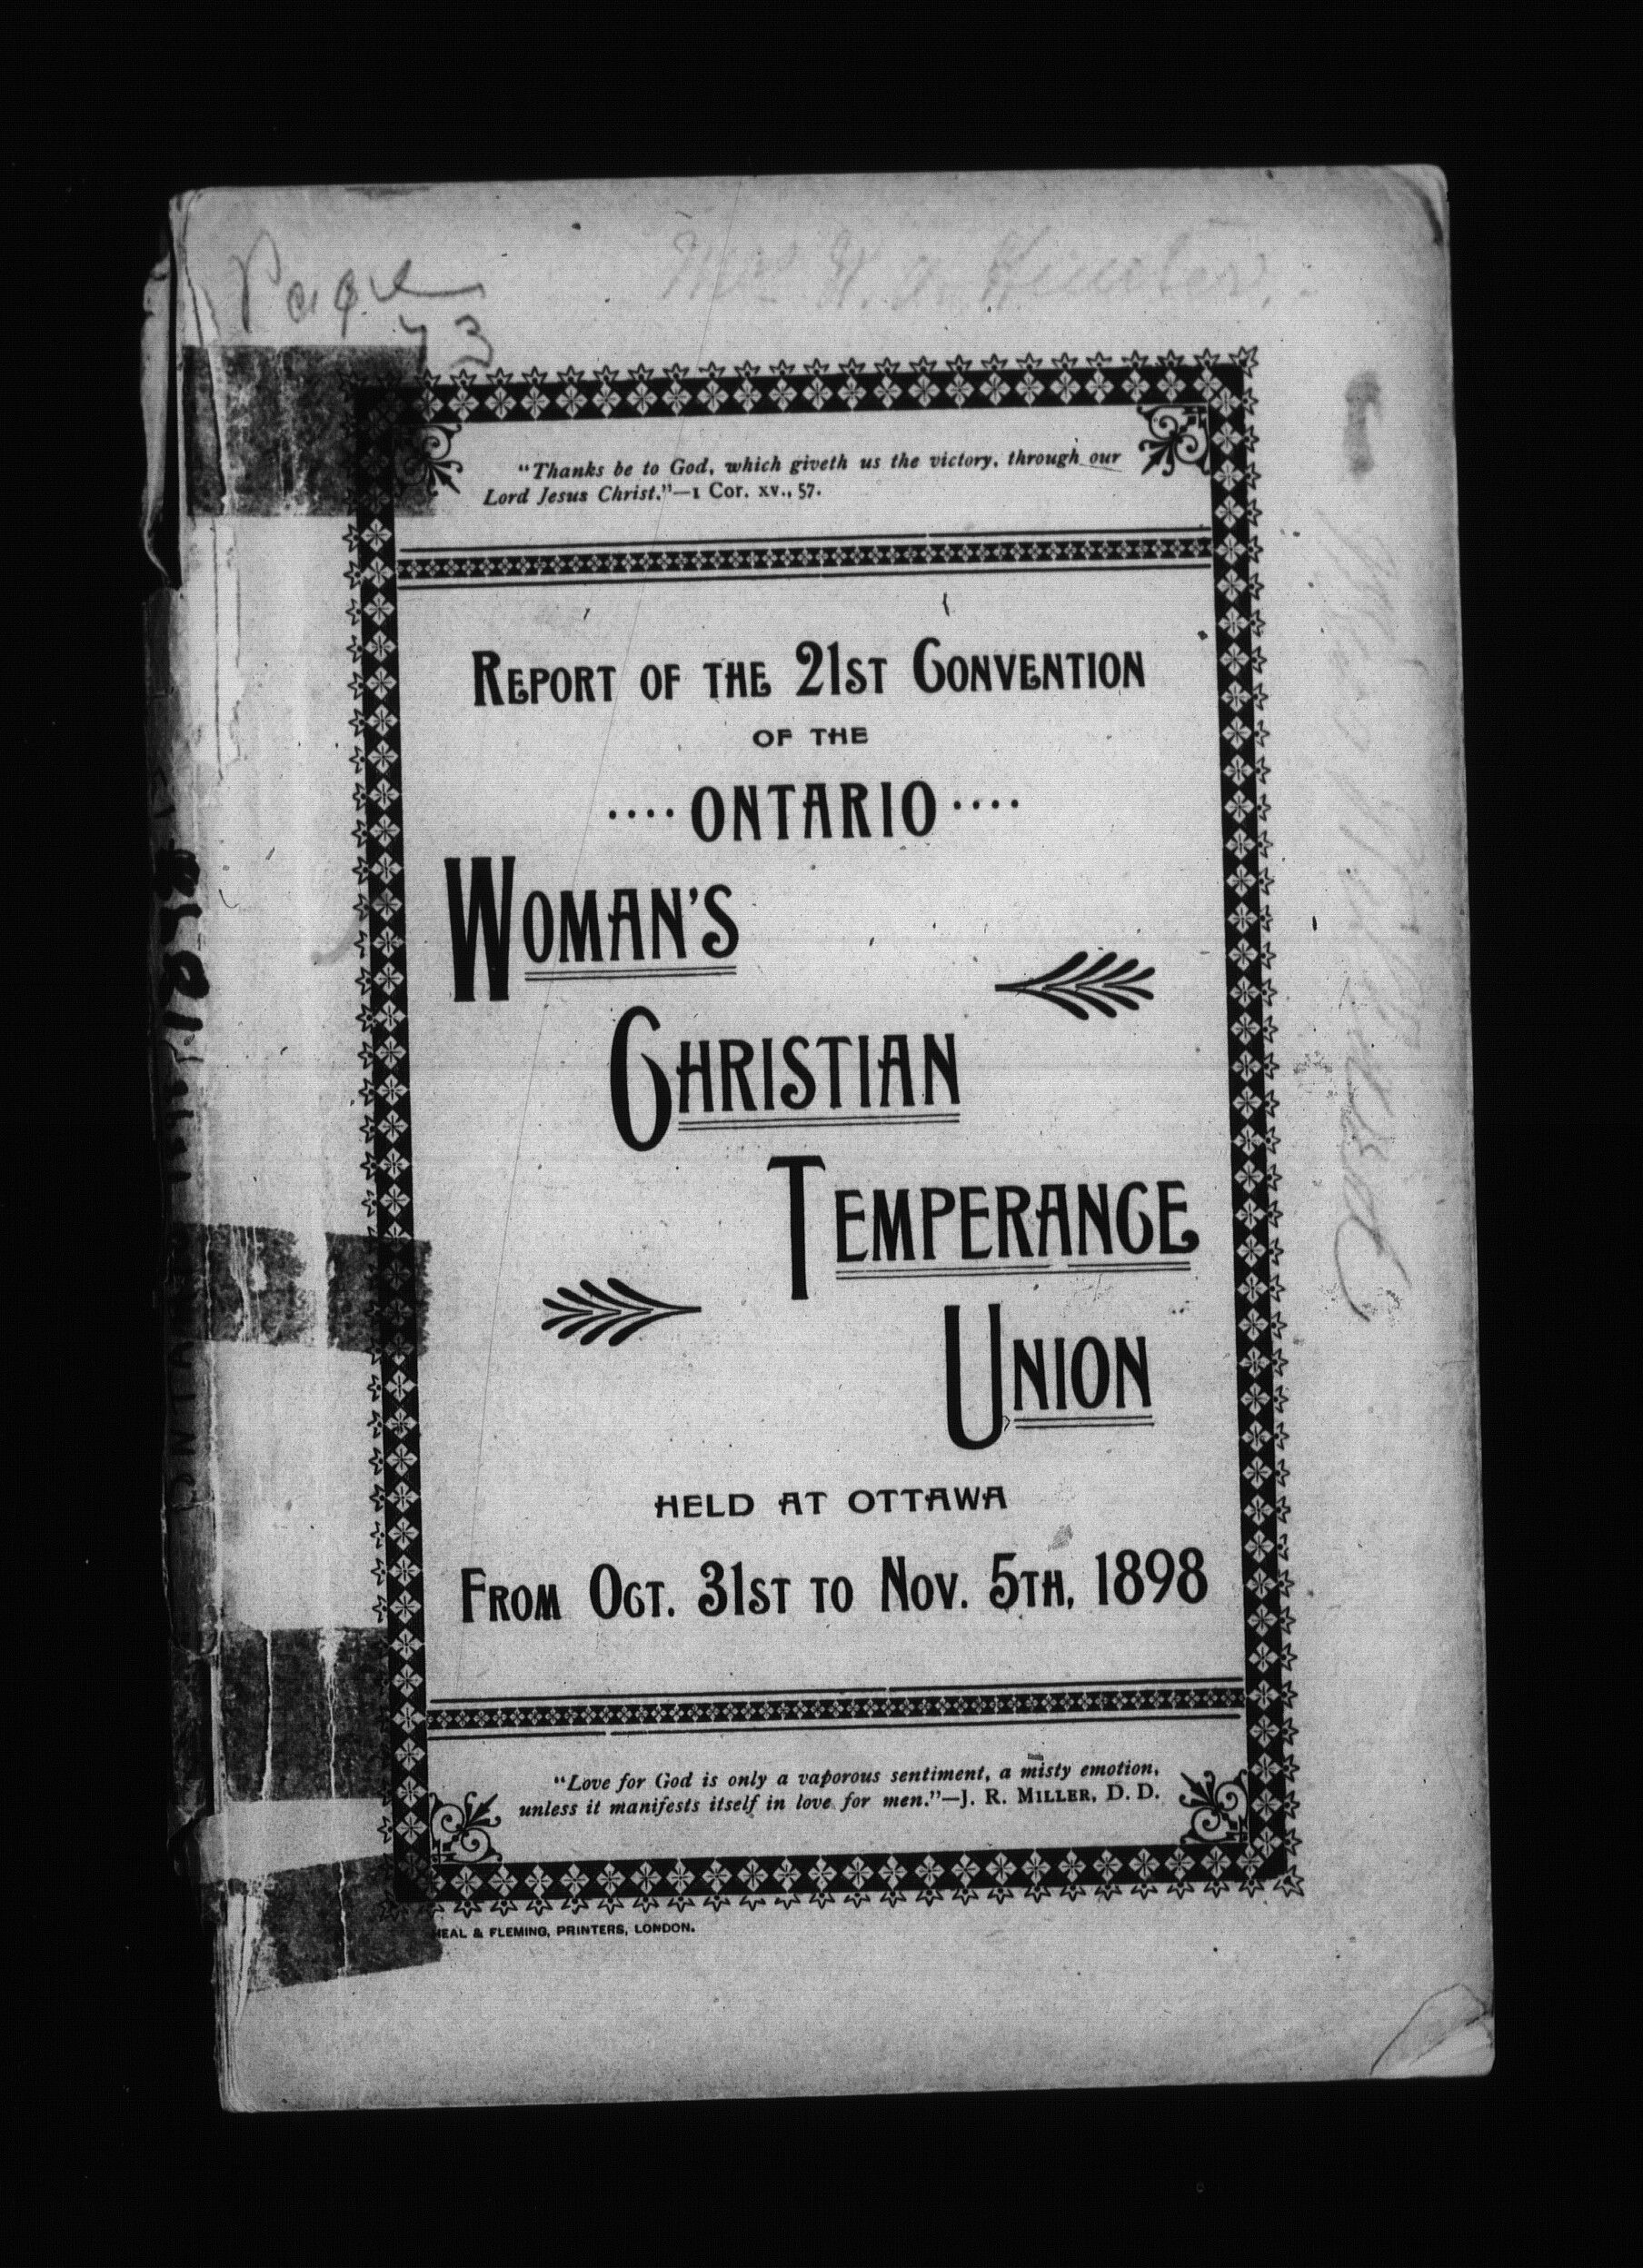 Page
73
"Thanks be to God, which giveth us the victory, through our
Lord Jesus Christ."—1 Cor. xv., 57.
REPORT OF THE 21ST CONVENTION
OF THE
····ONTARIO····
WOMAN'S
CHRISTIAN
TEMPERANCE
UNION
HELD AT OTTAWA
FROM OCT. 31ST TO NOV. 5TH, 1898
"Love for God is only a vaporous sentiment, a misty emotion,
unless it manifests itself in love for men."—J. R. MILLER, D. D.
& FLEMING, PRINTERS, LONDON.